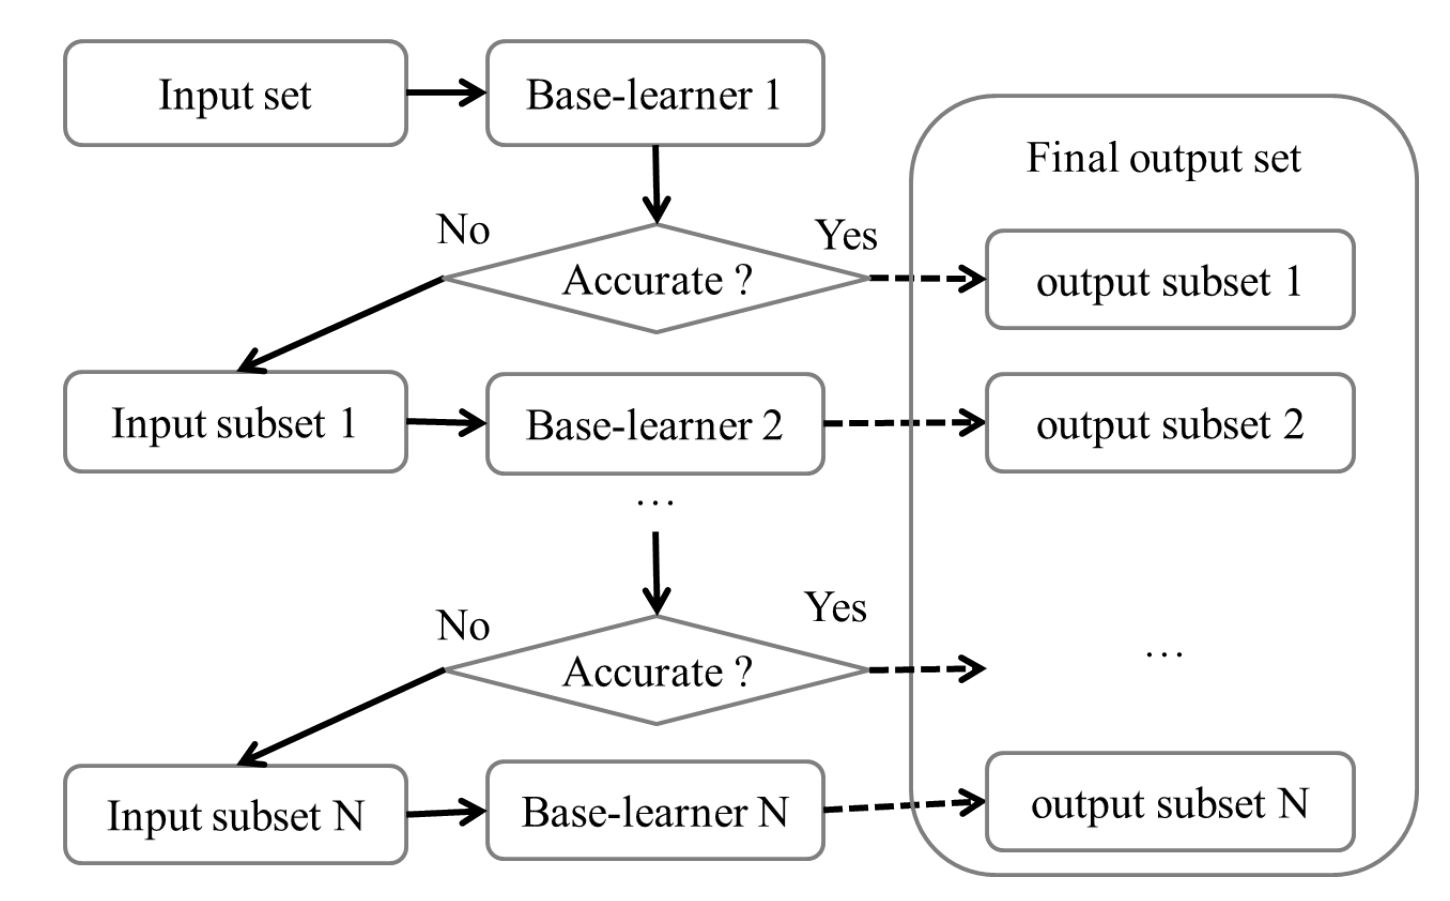 Input set
Base-learner 1
Final output set
No
Yes
Accurate ?
output subset 1
Input subset 1
Base-learner 2
output subset 2
…
No
Yes
Accurate ?
…
Input subset N
Base-learner N
output subset N